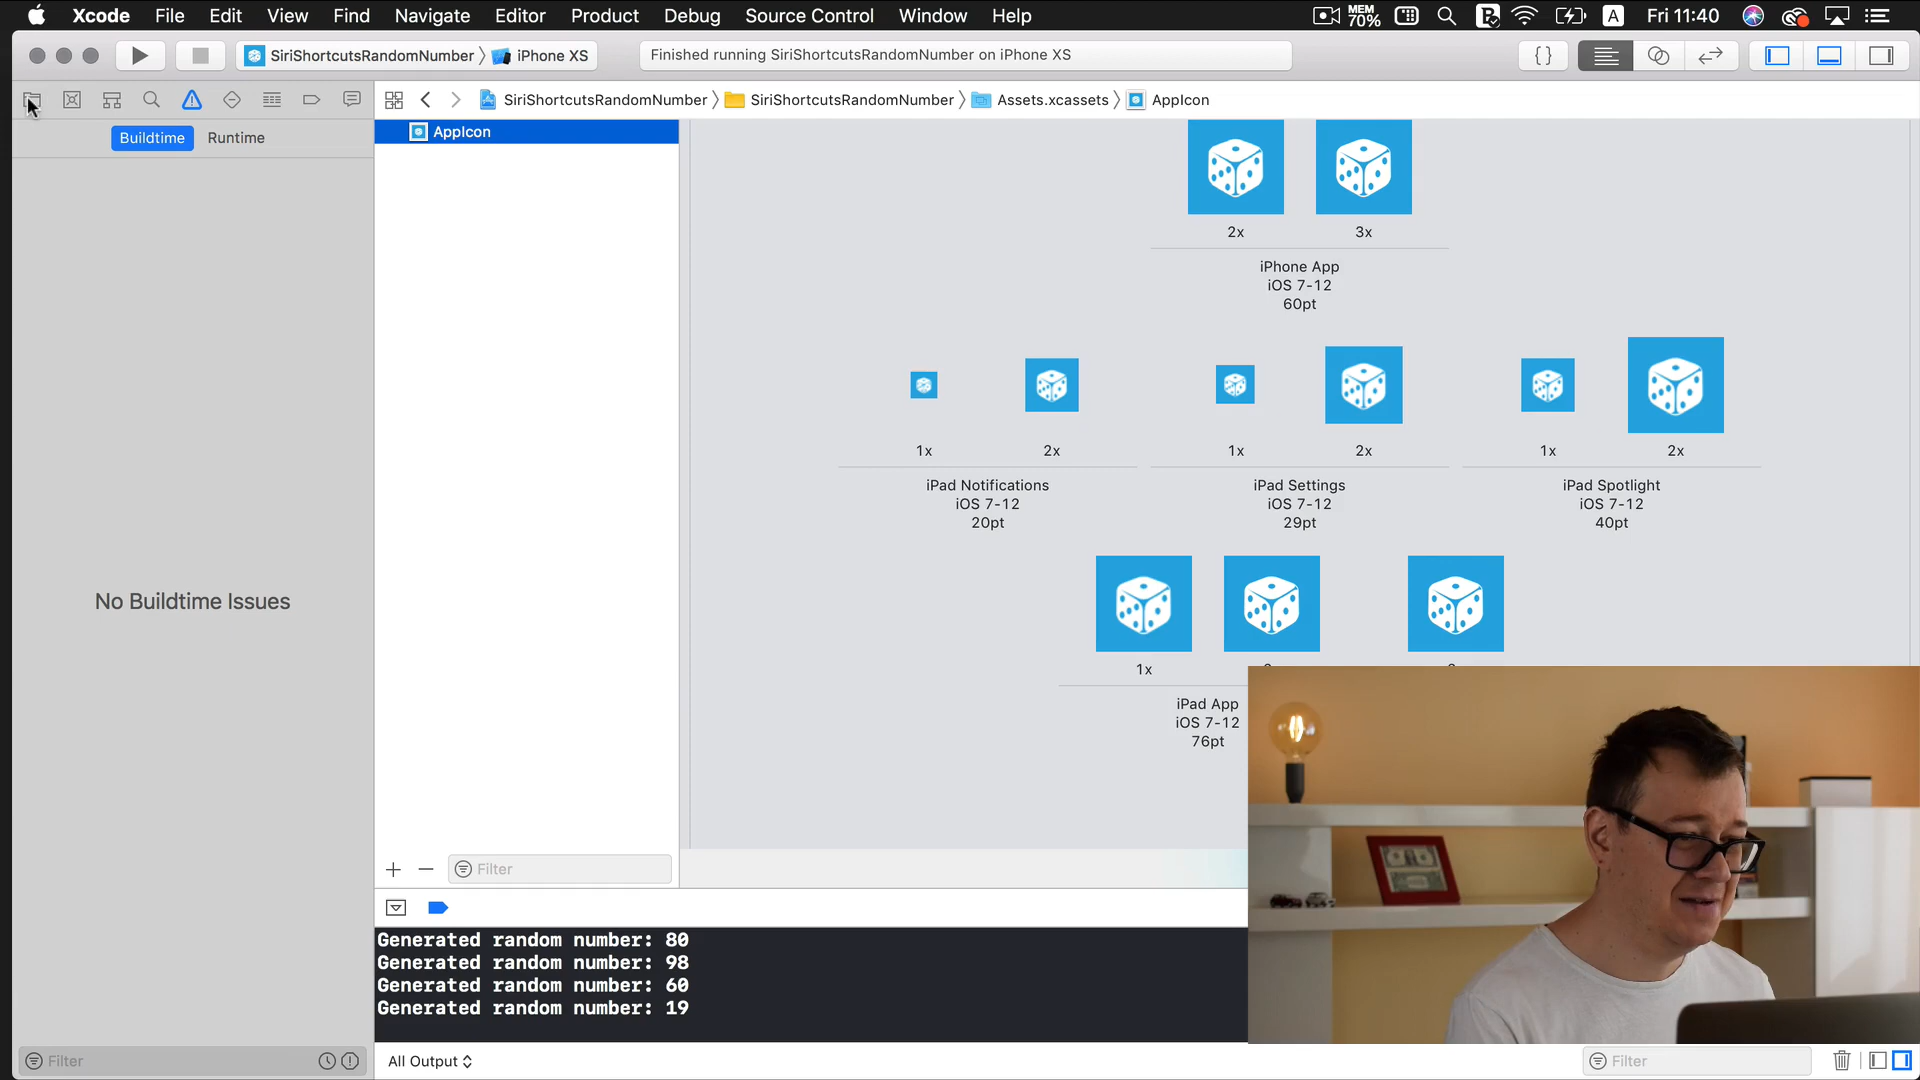 Xcode File Edit View Find Navigate Editor Product Debug Source Control Window Help MEM 70% A Fri 11:40
SiriShortcutsRandomNumber iPhone XS Finished running SiriShortcutsRandomNumber on iPhone XS {}
SiriShortcutsRandomNumber SiriShortcutsRandomNumber Assets.xcassets AppIcon
Buildtime Runtime
AppIcon
2x 3x
iPhone App
iOS 7-12
60pt
1x 2x 1x 2x 1x 2x
iPad Notifications iPad Settings iPad Spotlight
iOS 7-12 iOS 7-12 iOS 7-12
20pt 29pt 40pt
No Buildtime Issues
1x
iPad App
iOS 7-12
76pt
Filter
Generated random number: 80
Generated random number: 98
Generated random number: 60
Generated random number: 19
Filter All Output Filter